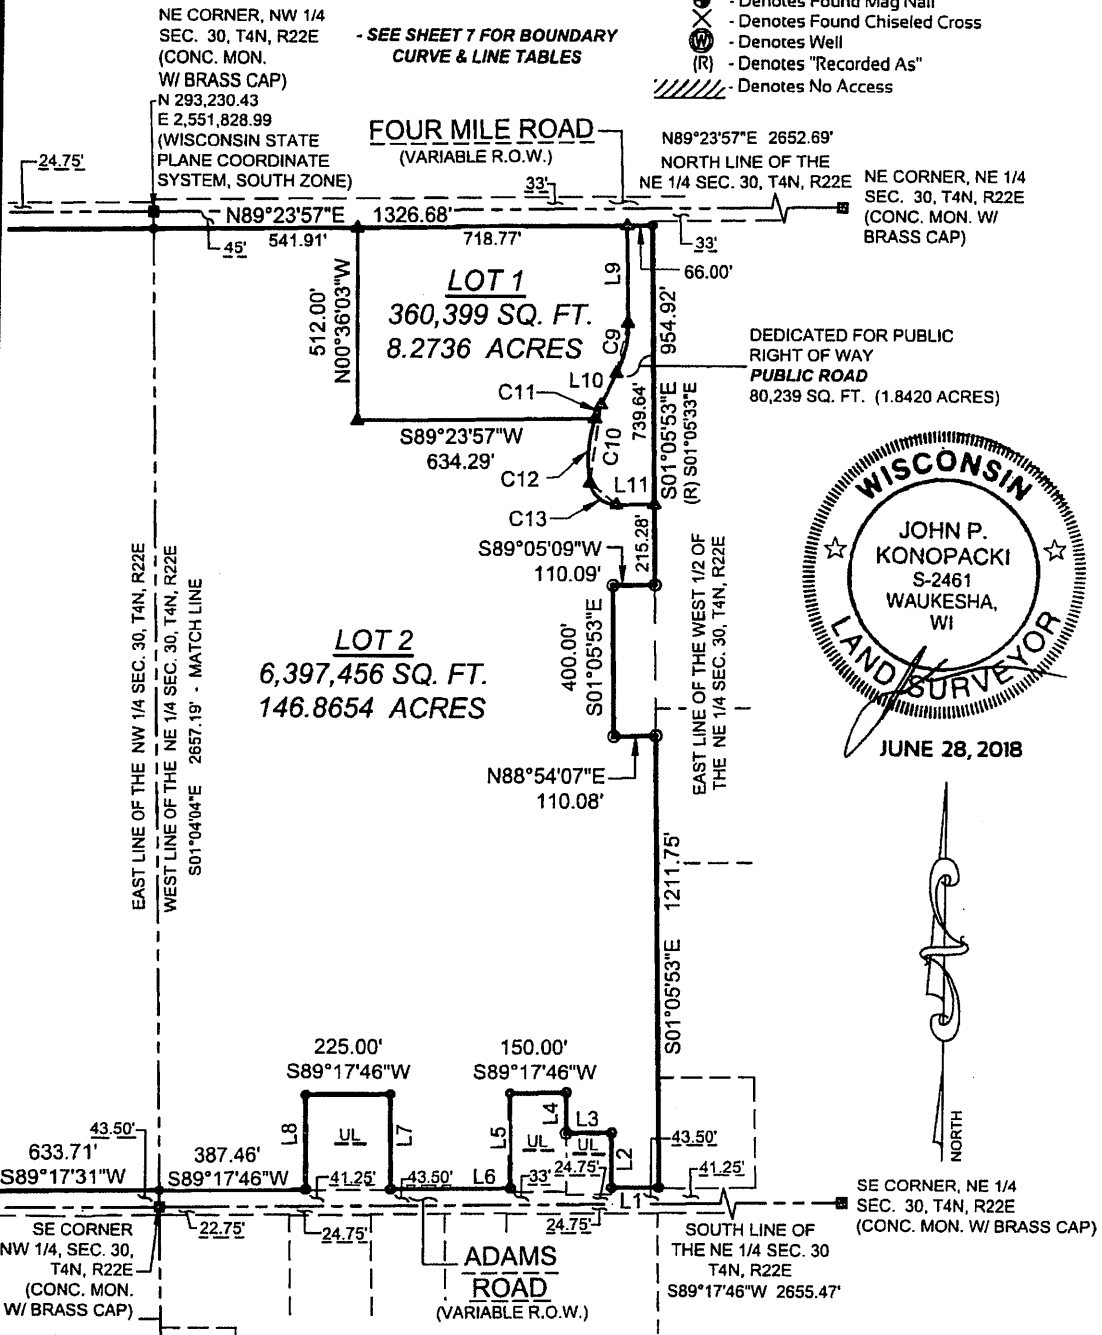 NE CORNER, NW 1/4
SEC. 30, T4N, R22E
(CONC. MON.
W/ BRASS CAP)
N 293,230.43
E 2,551,828.99
(WISCONSIN STATE
PLANE COORDINATE
SYSTEM, SOUTH ZONE)
- SEE SHEET 7 FOR BOUNDARY
CURVE & LINE TABLES
- Denotes Found Mag Nail
- Denotes Found Chiseled Cross
W - Denotes Well
(R) - Denotes "Recorded As"
- Denotes No Access
FOUR MILE ROAD
(VARIABLE R.O.W.)
N89°23'57"E 2652.69'
NORTH LINE OF THE
NE 1/4 SEC. 30, T4N, R22E
NE CORNER, NE 1/4
SEC. 30, T4N, R22E
(CONC. MON. W/
BRASS CAP)
24.75'
33'
N89°23'57"E 1326.68'
45'
541.91'
718.77'
33'
66.00'
LOT 1
360,399 SQ. FT.
8.2736 ACRES
512.00'
N00°36'03"W
L9
C9
L10
C11
C10
954.92'
739.64'
S01°05'53"E
(R) S01°05'33"E
DEDICATED FOR PUBLIC
RIGHT OF WAY
PUBLIC ROAD
80,239 SQ. FT. (1.8420 ACRES)
S89°23'57"W
634.29'
C12
L11
C13
S89°05'09"W
110.09'
215.28'
WISCONSIN
JOHN P.
KONOPACKI
S-2461
WAUKESHA,
WI
LAND SURVEYOR
JUNE 28, 2018
EAST LINE OF THE NW 1/4 SEC. 30, T4N, R22E
WEST LINE OF THE NE 1/4 SEC. 30, T4N, R22E
S01°04'04"E 2657.19' - MATCH LINE
LOT 2
6,397,456 SQ. FT.
146.8654 ACRES
400.00'
S01°05'53"E
EAST LINE OF THE WEST 1/2 OF
THE NE 1/4 SEC. 30, T4N, R22E
N88°54'07"E
110.08'
S01°05'53"E 1211.75'
NORTH
225.00'
S89°17'46"W
150.00'
S89°17'46"W
L8
UL
L7
L5
UL
L4
L3
UL
L2
43.50'
633.71'
S89°17'31"W
387.46'
S89°17'46"W
41.25'
43.50'
L6
33'
24.75'
L1
43.50'
41.25'
22.75'
24.75'
24.75'
SE CORNER
NW 1/4, SEC. 30,
T4N, R22E
(CONC. MON.
W/ BRASS CAP)
ADAMS
ROAD
(VARIABLE R.O.W.)
SOUTH LINE OF
THE NE 1/4 SEC. 30
T4N, R22E
S89°17'46"W 2655.47'
SE CORNER, NE 1/4
SEC. 30, T4N, R22E
(CONC. MON. W/ BRASS CAP)